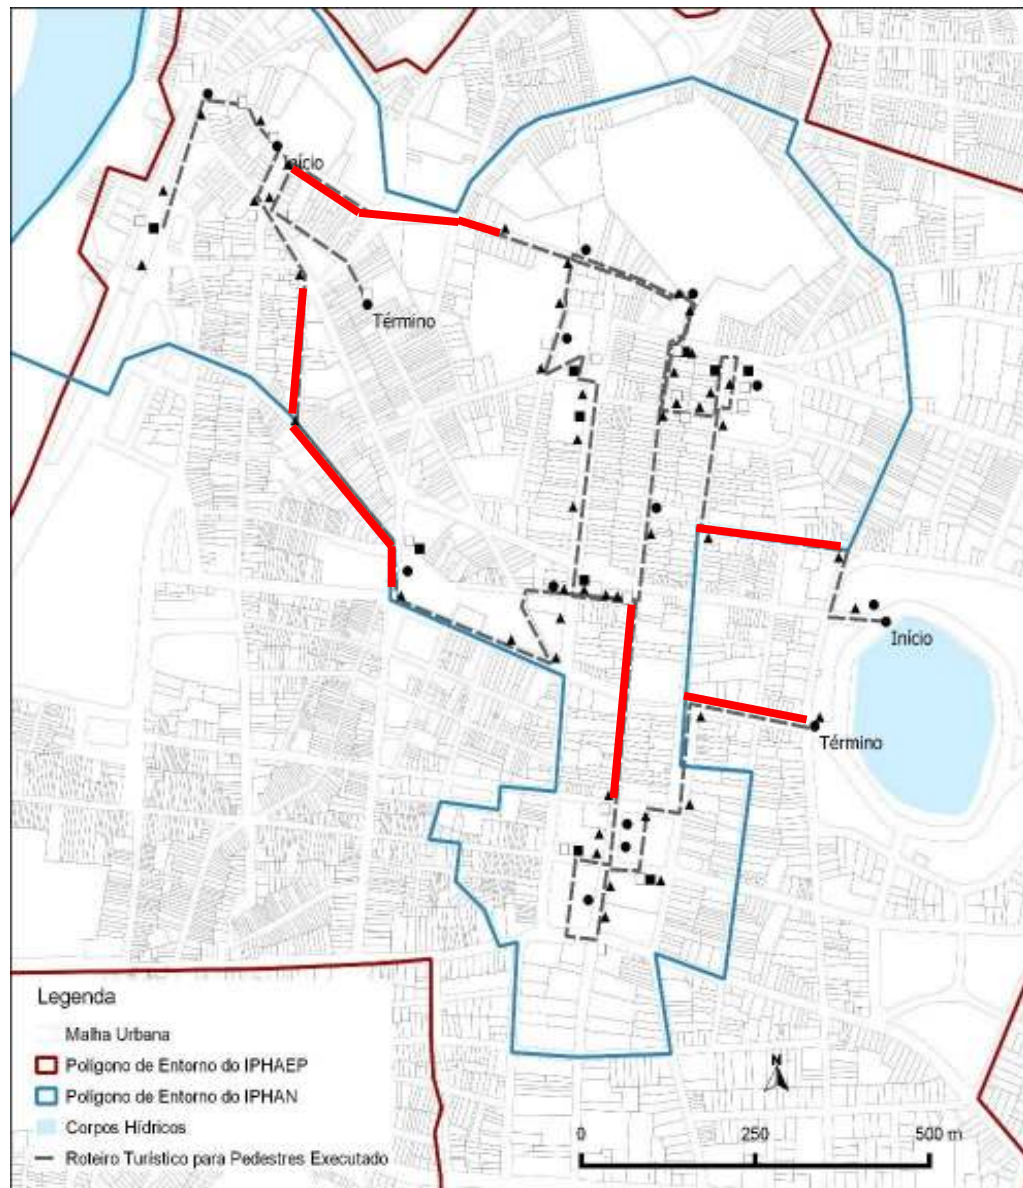 Início
Término
Início
Término
Legenda
Malha Urbana
Polígono de Entorno do IPHAEP
Polígono de Entorno do IPHAN
Corpos Hídricos
Roteiro Turístico para Pedestres Executado
N
0 250 500 m